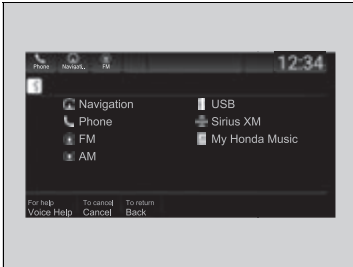 Phone Navigati.. FM 12:34
Navigation
Phone
FM
AM
USB
Sirius XM
My Honda Music
For help To cancel To return
Voice Help Cancel Back